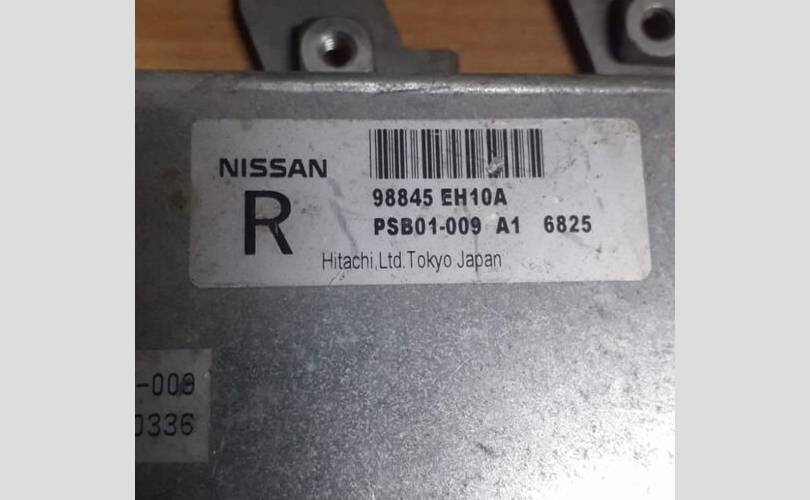 NISSAN
R
98845 EH10A
PSB01-009 A1 6825
Hitachi,Ltd.Tokyo Japan
-009
0336